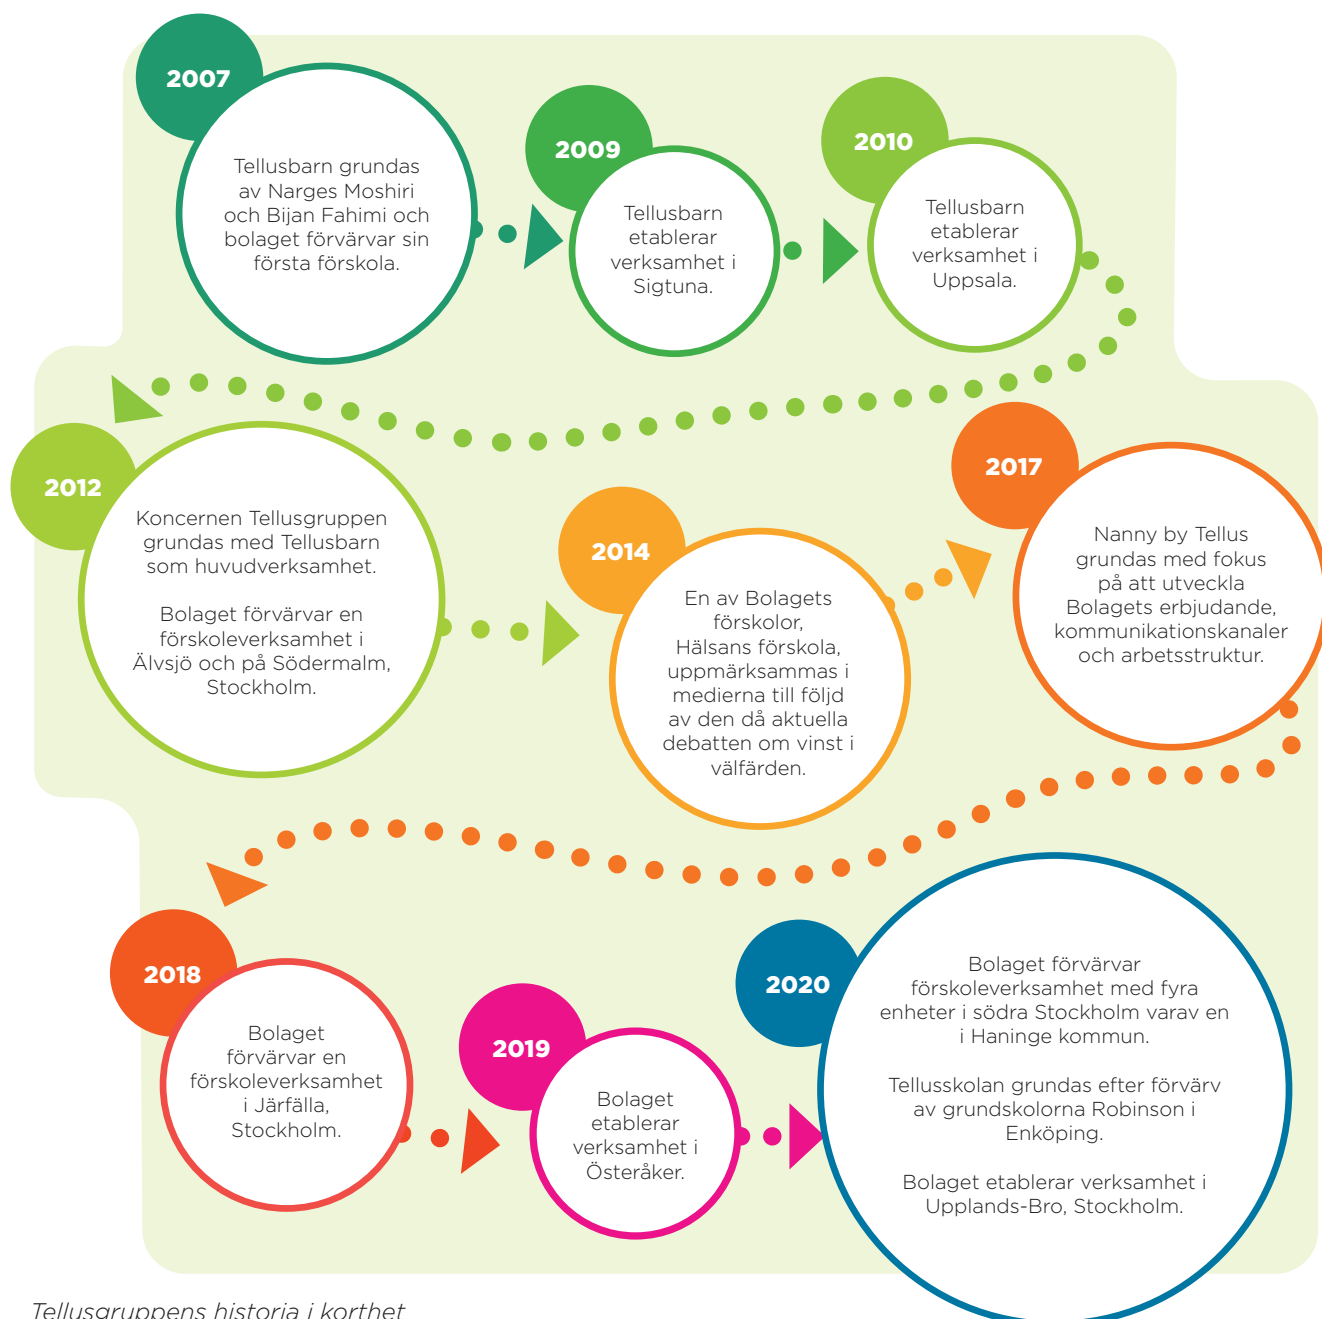 2007
Tellusbarn grundas
av Narges Moshiri
och Bijan Fahimi och
bolaget förvärvar sin
första förskola.
2009
Tellusbarn
etablerar
verksamhet i
Sigtuna.
2010
Tellusbarn
etablerar
verksamhet i
Uppsala.
2012
Koncernen Tellusgruppen
grundas med Tellusbarn
som huvudverksamhet.
Bolaget förvärvar en
förskoleverksamhet i
Älvsjö och på Södermalm,
Stockholm.
2014
En av Bolagets
förskolor,
Hälsans förskola,
uppmärksammas i
medierna till följd
av den då aktuella
debatten om vinst i
välfärden.
2017
Nanny by Tellus
grundas med fokus
på att utveckla
Bolagets erbjudande,
kommunikationskanaler
och arbetsstruktur.
2018
Bolaget
förvärvar en
förskoleverksamhet
i Järfälla,
Stockholm.
2019
Bolaget
etablerar
verksamhet i
Österåker.
2020
Bolaget förvärvar
förskoleverksamhet med fyra
enheter i södra Stockholm varav en
i Haninge kommun.
Tellusskolan grundas efter förvärv
av grundskolorna Robinson i
Enköping.
Bolaget etablerar verksamhet i
Upplands-Bro, Stockholm.
Tellusgruppens historia i korthet